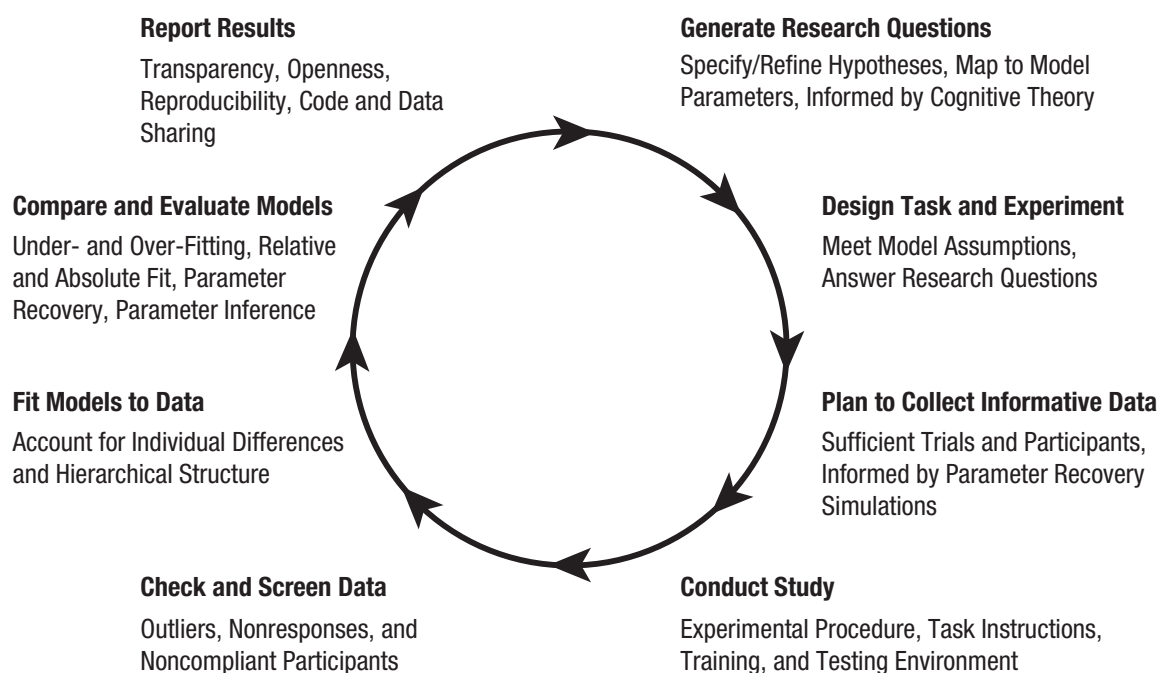 Report Results
Transparency, Openness,
Reproducibility, Code and Data
Sharing
Generate Research Questions
Specify/Refine Hypotheses, Map to Model
Parameters, Informed by Cognitive Theory
Compare and Evaluate Models
Under- and Over-Fitting, Relative
and Absolute Fit, Parameter
Recovery, Parameter Inference
Design Task and Experiment
Meet Model Assumptions,
Answer Research Questions
Fit Models to Data
Account for Individual Differences
and Hierarchical Structure
Plan to Collect Informative Data
Sufficient Trials and Participants,
Informed by Parameter Recovery
Simulations
Check and Screen Data
Outliers, Nonresponses, and
Noncompliant Participants
Conduct Study
Experimental Procedure, Task Instructions,
Training, and Testing Environment